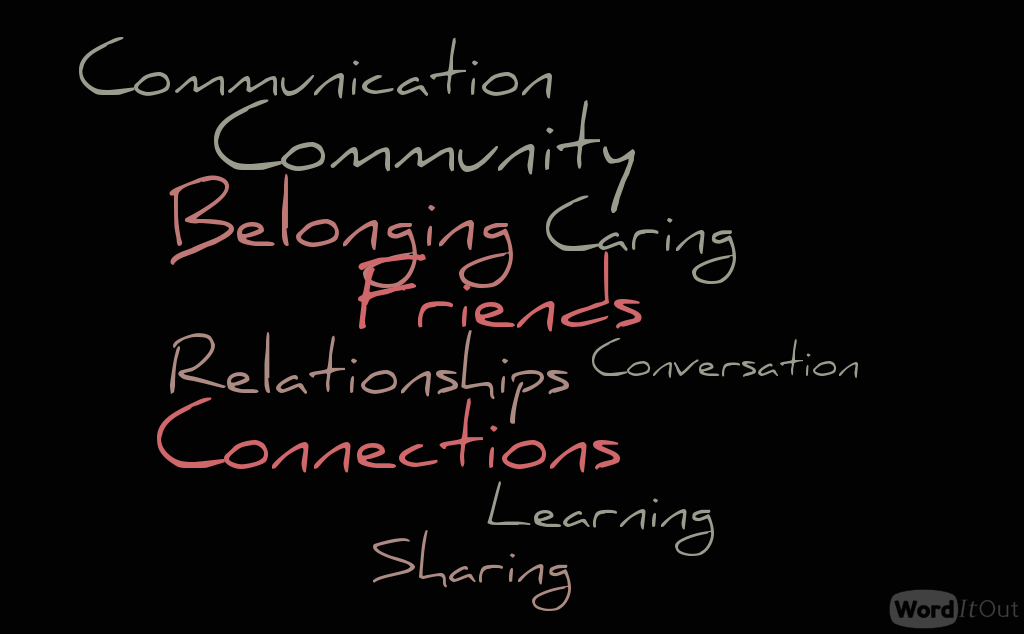 Communication
Community
Belonging Caring
Friends
Relationships Conversation
Connections
Learning
Sharing
WordItOut